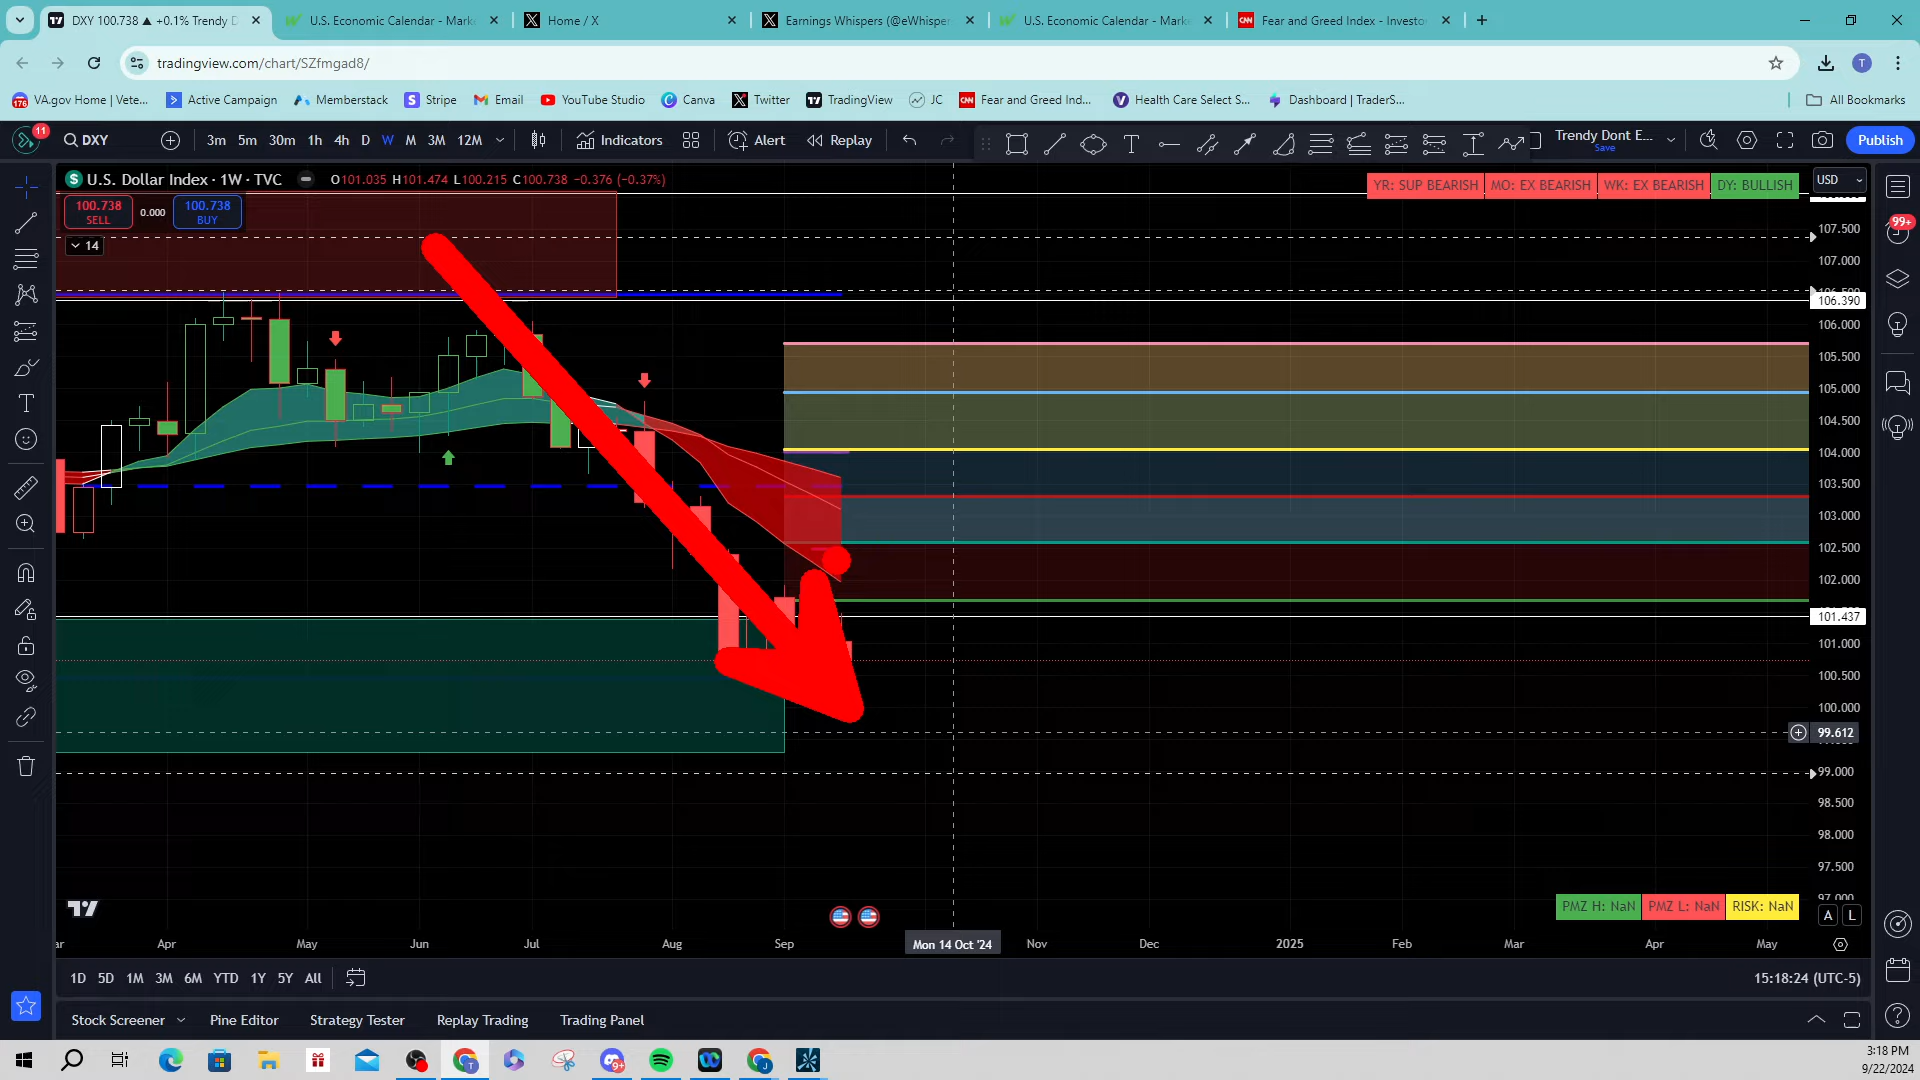 DXY 100.738 ▲ +0.1% Trendy D
U.S. Economic Calendar - Mark
Home / X
Earnings Whispers (@eWhisper
U.S. Economic Calendar - Mark
CNN
Fear and Greed Index - Investo
tradingview.com/chart/SZfmgad8/
T
176
VA.gov Home | Vete...
Active Campaign
Memberstack
Stripe
Email
YouTube Studio
Canva
Twitter
TradingView
JC
CNN
Fear and Greed Ind...
Health Care Select S...
Dashboard | TraderS...
All Bookmarks
11
DXY
3m 5m 30m 1h 4h D W M 3M 12M
Indicators
Alert
Replay
Trendy Dont E...
Save
Publish
U.S. Dollar Index · 1W · TVC
O101.035 H101.474 L100.215 C100.738 −0.376 (−0.37%)
YR: SUP BEARISH
MO: EX BEARISH
WK: EX BEARISH
DY: BULLISH
USD
100.738
SELL
0.000
100.738
BUY
14
99+
107.500
107.000
106.390
106.000
105.500
105.000
104.500
104.000
103.500
103.000
102.500
102.000
101.437
101.000
100.500
100.000
99.612
99.000
98.500
98.000
97.500
97.000
PMZ H: NaN
PMZ L: NaN
RISK: NaN
A
L
ar Apr May Jun Jul Aug Sep Mon 14 Oct '24 Nov Dec 2025 Feb Mar Apr May
1D 5D 1M 3M 6M YTD 1Y 5Y All
15:18:24 (UTC-5)
Stock Screener
Pine Editor
Strategy Tester
Replay Trading
Trading Panel
9+
3:18 PM
9/22/2024